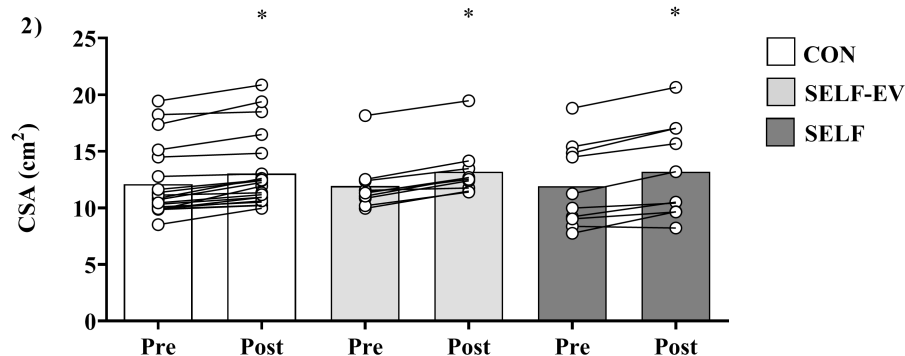 2)
* * *
25
20
15
10
5
0
CSA (cm²)
Pre Post Pre Post Pre Post
CON
SELF-EV
SELF